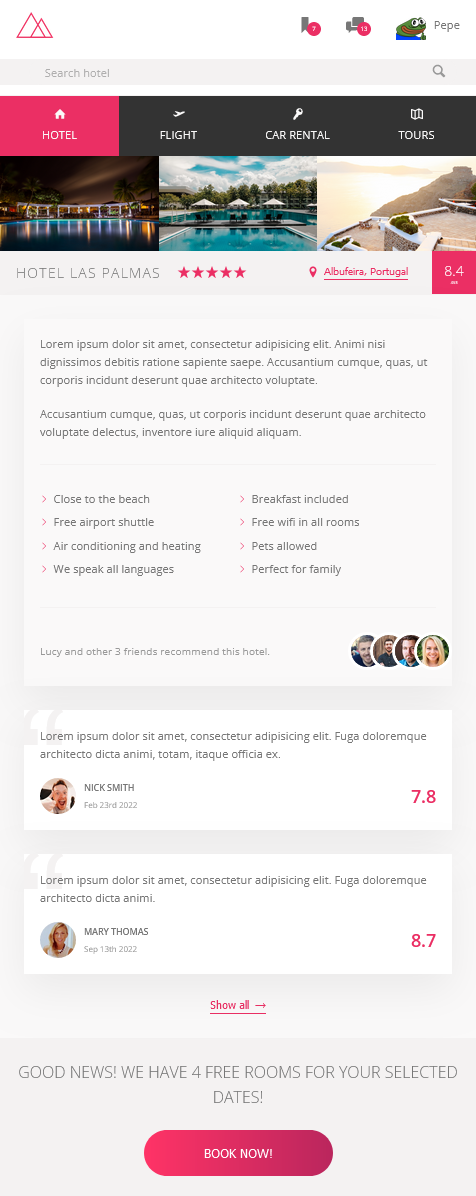 7
13
Pepe
Search hotel
HOTEL
FLIGHT
CAR RENTAL
TOURS
HOTEL LAS PALMAS
Albufeira, Portugal
8.4
Lorem ipsum dolor sit amet, consectetur adipisicing elit. Animi nisi
dignissimos debitis ratione sapiente saepe. Accusantium cumque, quas, ut
corporis incidunt deserunt quae architecto voluptate.
Accusantium cumque, quas, ut corporis incidunt deserunt quae architecto
voluptate delectus, inventore iure aliquid aliquam.
Close to the beach
Breakfast included
Free airport shuttle
Free wifi in all rooms
Air conditioning and heating
Pets allowed
We speak all languages
Perfect for family
Lucy and other 3 friends recommend this hotel.
“
Lorem ipsum dolor sit amet, consectetur adipisicing elit. Fuga doloremque
architecto dicta animi, totam, itaque officia ex.
NICK SMITH
Feb 23rd 2022
7.8
“
Lorem ipsum dolor sit amet, consectetur adipisicing elit. Fuga doloremque
architecto dicta animi.
MARY THOMAS
Sep 13th 2022
8.7
Show all →
GOOD NEWS! WE HAVE 4 FREE ROOMS FOR YOUR SELECTED
DATES!
BOOK NOW!